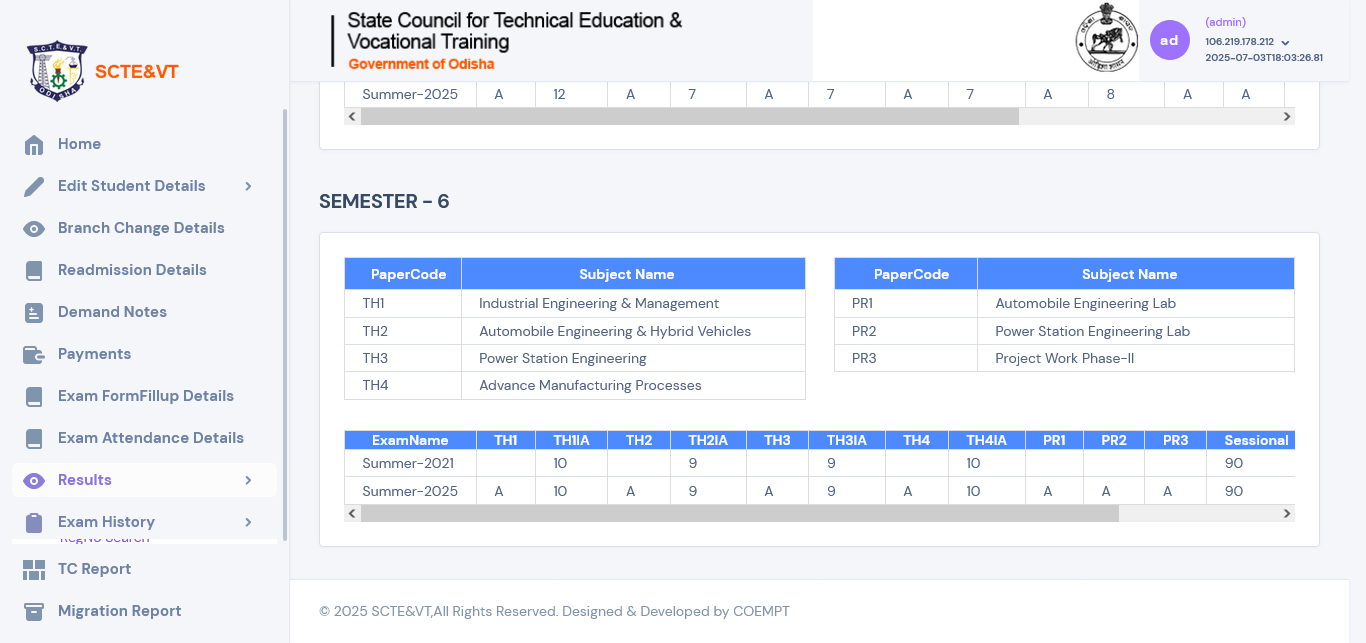 S.C.T.E.&V.T.
ODISHA
SCTE&VT
Home
Edit Student Details
Branch Change Details
Readmission Details
Demand Notes
Payments
Exam FormFillup Details
Exam Attendance Details
Results
Exam History
RegNo Search
TC Report
Migration Report
State Council for Technical Education &
Vocational Training
Government of Odisha
ad
(admin)
106.219.178.212
2025-07-03T18:03:26.81
Summer-2025 A 12 A 7 A 7 A 7 A 8 A A
SEMESTER - 6
PaperCode Subject Name
TH1 Industrial Engineering & Management
TH2 Automobile Engineering & Hybrid Vehicles
TH3 Power Station Engineering
TH4 Advance Manufacturing Processes
PaperCode Subject Name
PR1 Automobile Engineering Lab
PR2 Power Station Engineering Lab
PR3 Project Work Phase-II
ExamName TH1 TH1IA TH2 TH2IA TH3 TH3IA TH4 TH4IA PR1 PR2 PR3 Sessional
Summer-2021 10 9 9 10 90
Summer-2025 A 10 A 9 A 9 A 10 A A A 90
© 2025 SCTE&VT,All Rights Reserved. Designed & Developed by COEMPT